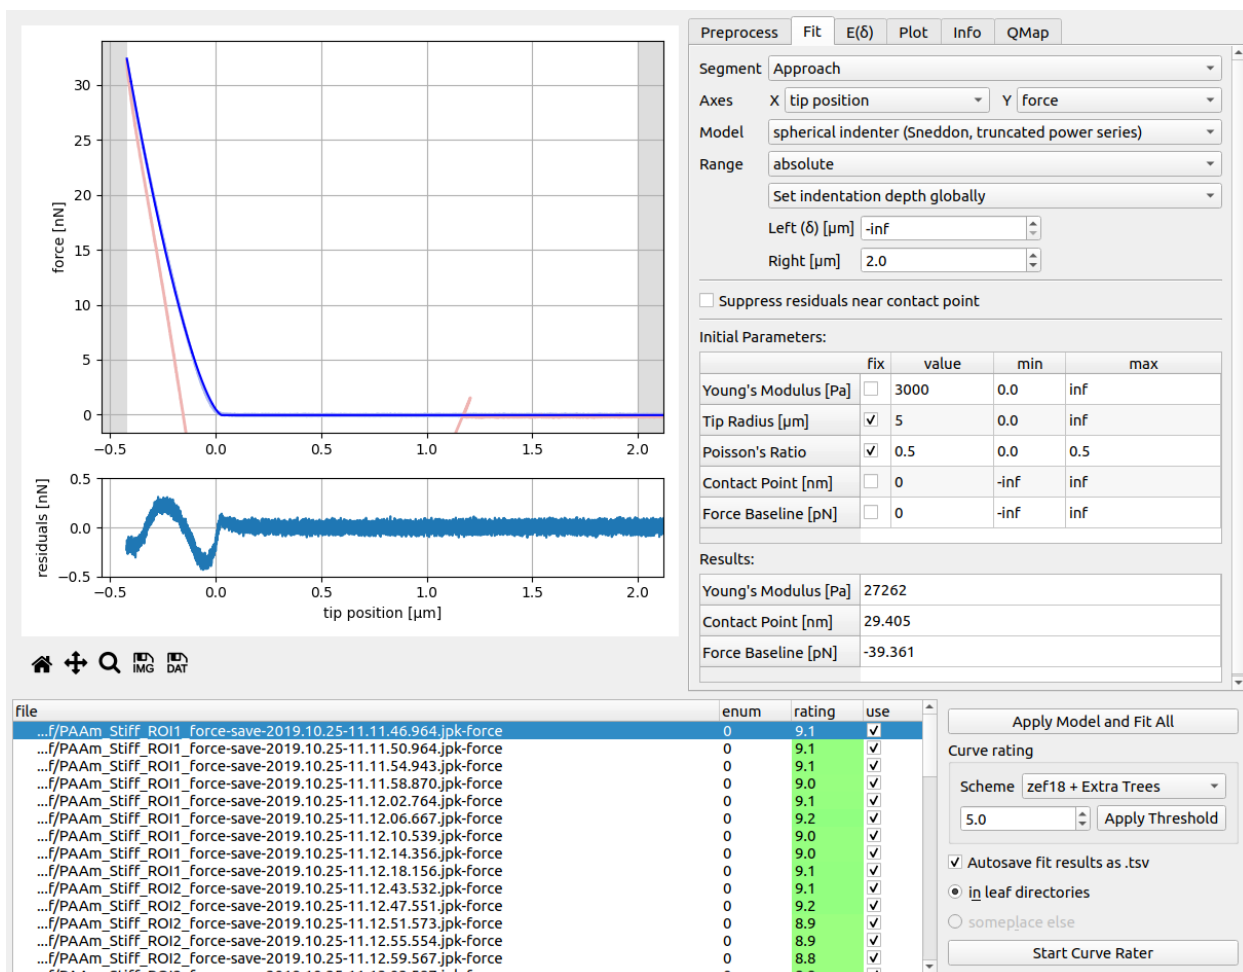 Preprocess Fit E(δ) Plot Info QMap
Segment Approach
Axes X tip position Y force
Model spherical indenter (Sneddon, truncated power series)
Range absolute
Set indentation depth globally
Left (δ) [μm] -inf
Right [μm] 2.0
Suppress residuals near contact point
Initial Parameters:
fix value min max
Young's Modulus [Pa] 3000 0.0 inf
Tip Radius [μm] 5 0.0 inf
Poisson's Ratio 0.5 0.0 0.5
Contact Point [nm] 0 -inf inf
Force Baseline [pN] 0 -inf inf
Results:
Young's Modulus [Pa] 27262
Contact Point [nm] 29.405
Force Baseline [pN] -39.361
force [nN]
30
25
20
15
10
5
0
−0.5 0.0 0.5 1.0 1.5 2.0
residuals [nN]
0.5
0.0
−0.5
−0.5 0.0 0.5 1.0 1.5 2.0
tip position [μm]
IMG DAT
file enum rating use
...f/PAAm_Stiff_ROI1_force-save-2019.10.25-11.11.46.964.jpk-force 0 9.1
...f/PAAm_Stiff_ROI1_force-save-2019.10.25-11.11.50.964.jpk-force 0 9.1
...f/PAAm_Stiff_ROI1_force-save-2019.10.25-11.11.54.943.jpk-force 0 9.1
...f/PAAm_Stiff_ROI1_force-save-2019.10.25-11.11.58.870.jpk-force 0 9.0
...f/PAAm_Stiff_ROI1_force-save-2019.10.25-11.12.02.764.jpk-force 0 9.1
...f/PAAm_Stiff_ROI1_force-save-2019.10.25-11.12.06.667.jpk-force 0 9.2
...f/PAAm_Stiff_ROI1_force-save-2019.10.25-11.12.10.539.jpk-force 0 9.0
...f/PAAm_Stiff_ROI1_force-save-2019.10.25-11.12.14.356.jpk-force 0 9.0
...f/PAAm_Stiff_ROI1_force-save-2019.10.25-11.12.18.156.jpk-force 0 9.1
...f/PAAm_Stiff_ROI2_force-save-2019.10.25-11.12.43.532.jpk-force 0 9.1
...f/PAAm_Stiff_ROI2_force-save-2019.10.25-11.12.47.551.jpk-force 0 9.2
...f/PAAm_Stiff_ROI2_force-save-2019.10.25-11.12.51.573.jpk-force 0 8.9
...f/PAAm_Stiff_ROI2_force-save-2019.10.25-11.12.55.554.jpk-force 0 8.9
...f/PAAm_Stiff_ROI2_force-save-2019.10.25-11.12.59.567.jpk-force 0 8.8
Apply Model and Fit All
Curve rating
Scheme zef18 + Extra Trees
5.0 Apply Threshold
Autosave fit results as .tsv
in leaf directories
someplace else
Start Curve Rater